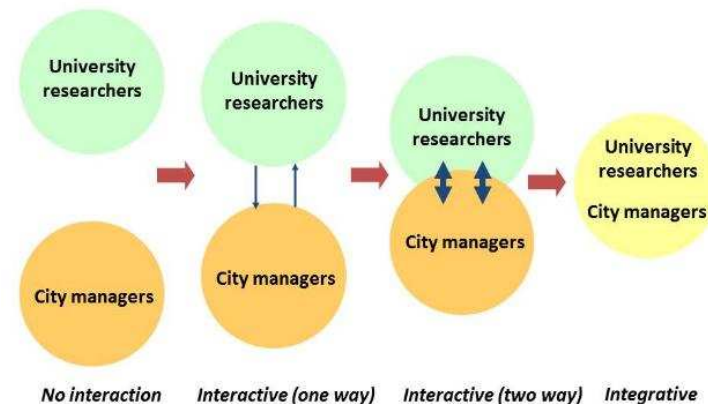 University
researchers
City managers
University
researchers
City managers
University
researchers
City managers
University
researchers
City managers
No interaction
Interactive (one way)
Interactive (two way)
Integrative